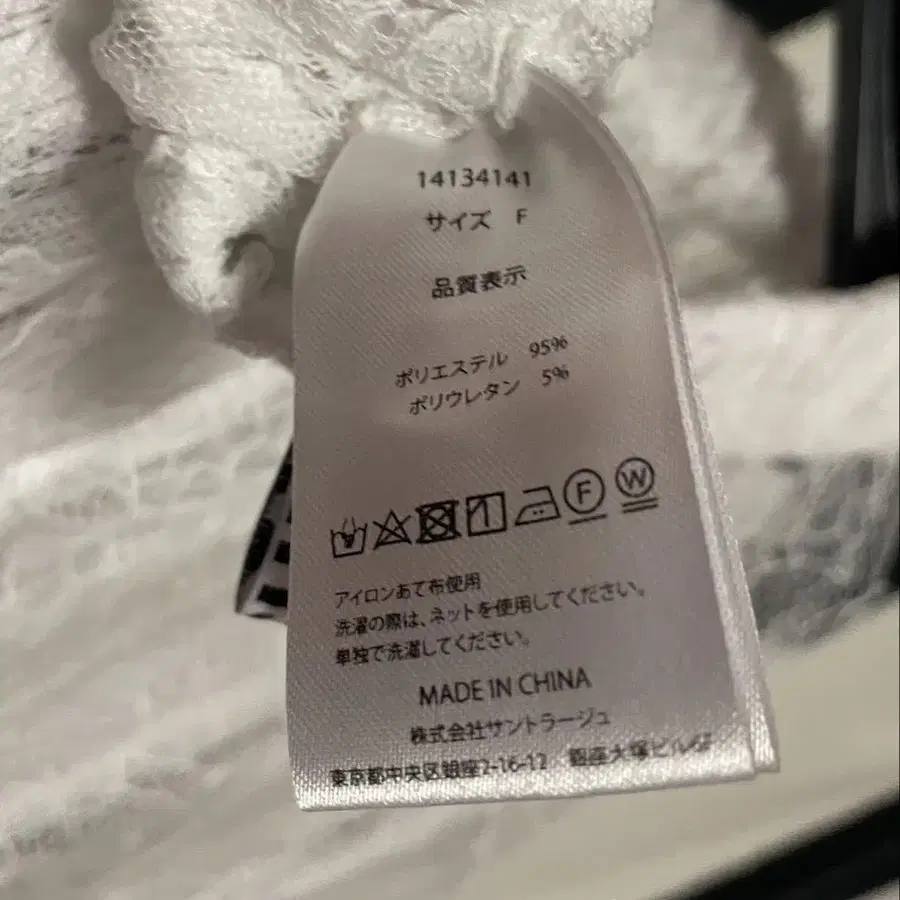 14134141
サイズ F
品質表示
ポリエステル 95%
ポリウレタン 5%
F W
アイロンあて布使用
洗濯の際は、ネットを使用してください。
単独で洗濯してください。
MADE IN CHINA
株式会社サントラージュ
東京都中央区銀座2-16-12 銀座大塚ビル6F